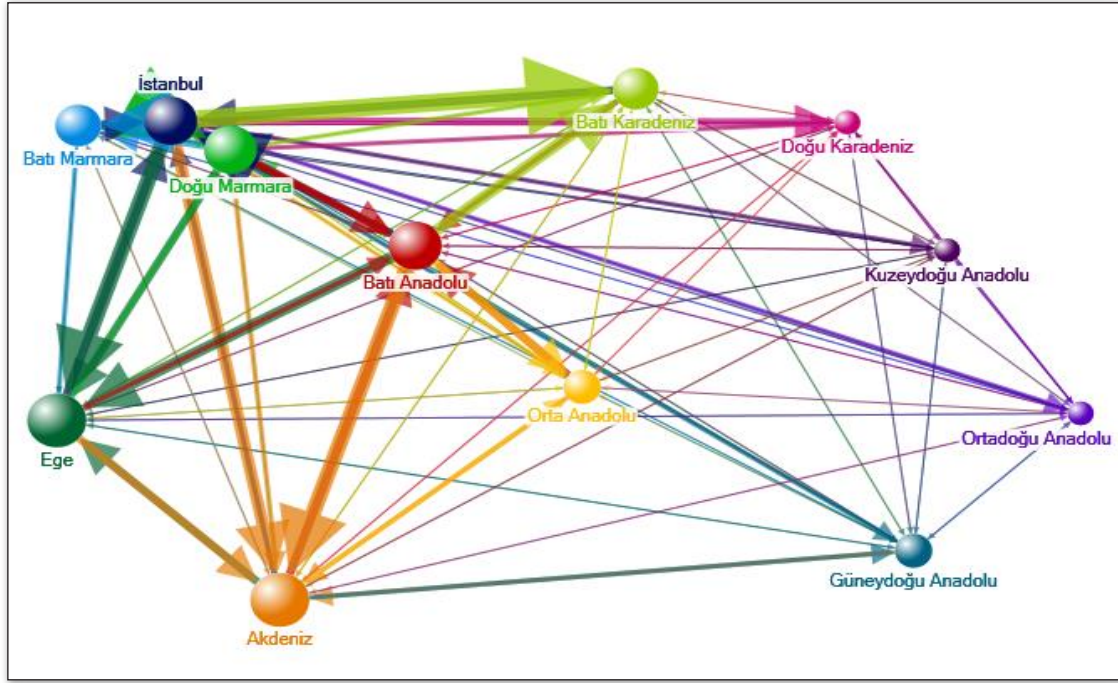 İstanbul
Batı Marmara
Doğu Marmara
Batı Karadeniz
Doğu Karadeniz
Batı Anadolu
Kuzeydoğu Anadolu
Orta Anadolu
Ortadoğu Anadolu
Ege
Güneydoğu Anadolu
Akdeniz